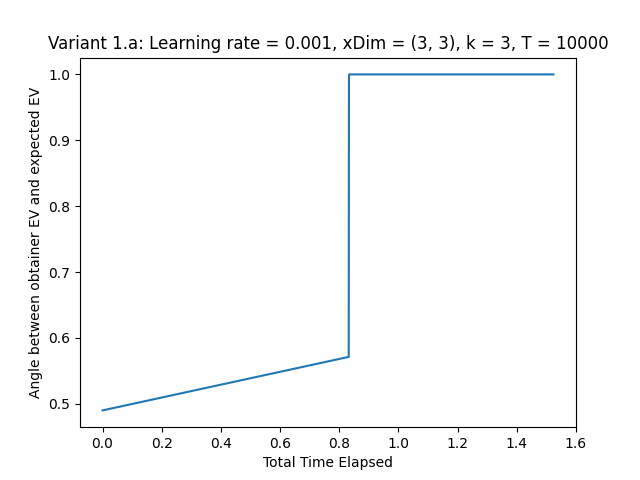 Variant 1.a: Learning rate = 0.001, xDim = (3, 3), k = 3, T = 10000
Angle between obtainer EV and expected EV
1.0
0.9
0.8
0.7
0.6
0.5
0.0 0.2 0.4 0.6 0.8 1.0 1.2 1.4 1.6
Total Time Elapsed